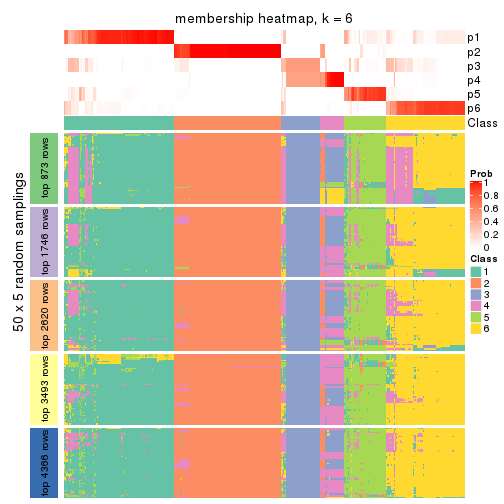 membership heatmap, k = 6
p1
p2
p3
p4
p5
p6
Class
50 x 5 random samplings
top 873 rows
top 1746 rows
top 2620 rows
top 3493 rows
top 4366 rows
Prob
1
0.8
0.6
0.4
0.2
0
Class
1
2
3
4
5
6